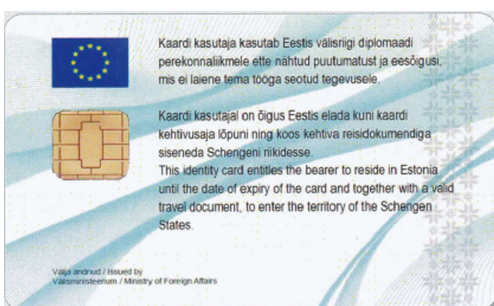 Kaardi kasutaja kasutab Eestis välisriigi diplomaadi
perekonnaliikmele ette nähtud puutumatust ja eesõigusi,
mis ei laiene tema tööga seotud tegevusele.
Kaardi kasutajal on õigus Eestis elada kuni kaardi
kehtivusaja lõpuni ning koos kehtiva reisidokumendiga
siseneda Schengeni riikidesse.
This identity card entitles the bearer to reside in Estonia
until the date of expiry of the card and together with a valid
travel document, to enter the territory of the Schengen
States.
Välja andnud / Issued by
Välisministeerium / Ministry of Foreign Affairs